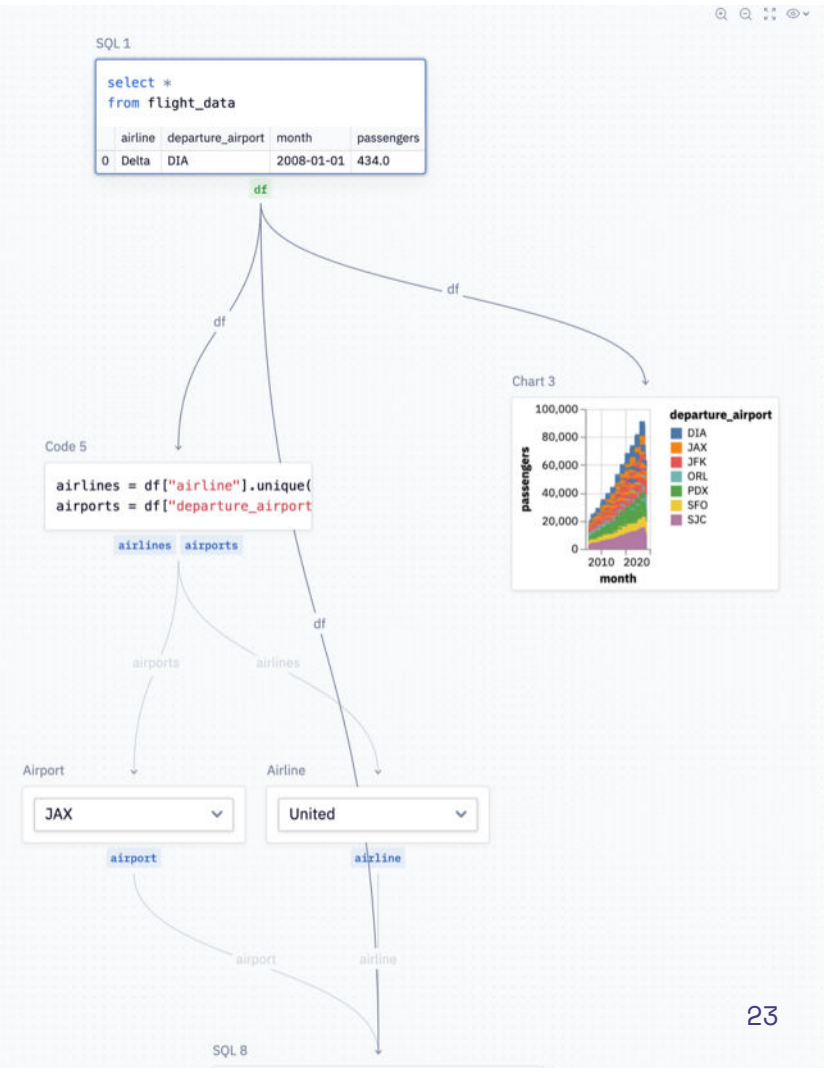 SQL 1
select *
from flight_data
airline departure_airport month passengers
0 Delta DIA 2008-01-01 434.0
df
df
df
Chart 3
100,000
80,000
60,000
40,000
20,000
0
passengers
2010 2020
month
departure_airport
DIA
JAX
JFK
ORL
PDX
SFO
SJC
Code 5
airlines = df["airline"].unique(
airports = df["departure_airport
airlines airports
df
airports airlines
Airport
JAX
airport
Airline
United
airline
airport airline
SQL 8
23